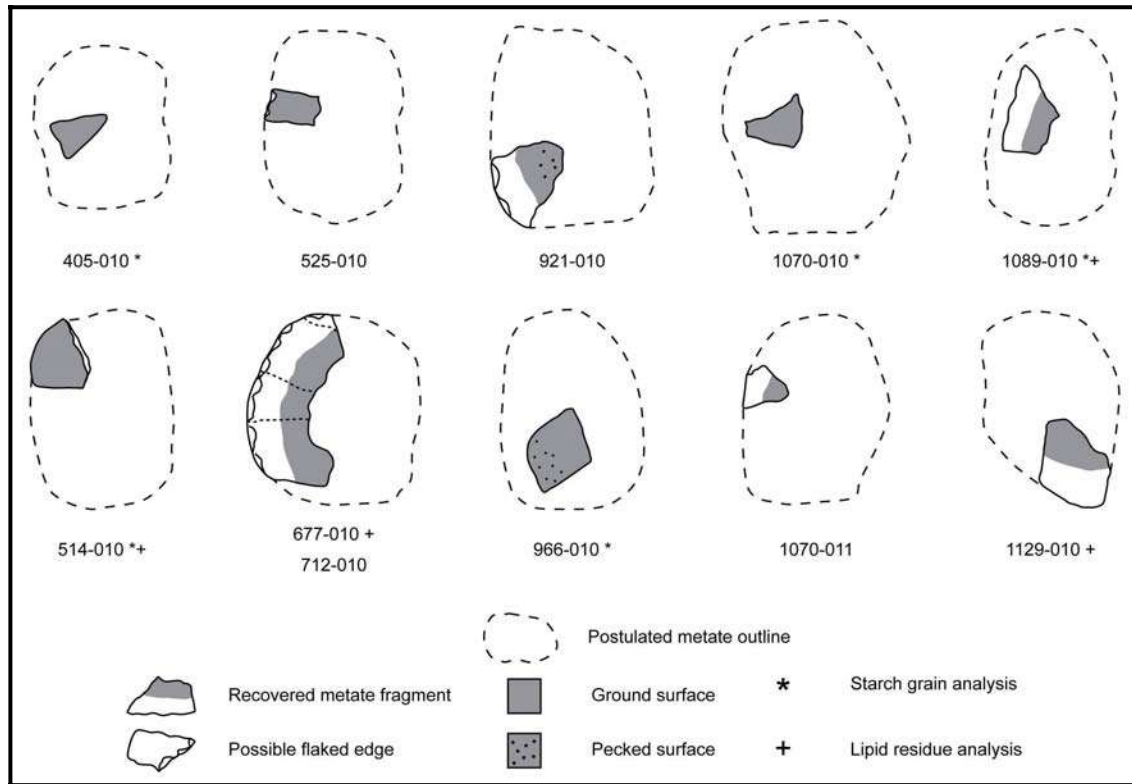 405-010 *
525-010
921-010
1070-010 *
1089-010 *+
514-010 *+
677-010 +
712-010
966-010 *
1070-011
1129-010 +
Postulated metate outline
Recovered metate fragment
Ground surface
* Starch grain analysis
Possible flaked edge
Pecked surface
+ Lipid residue analysis